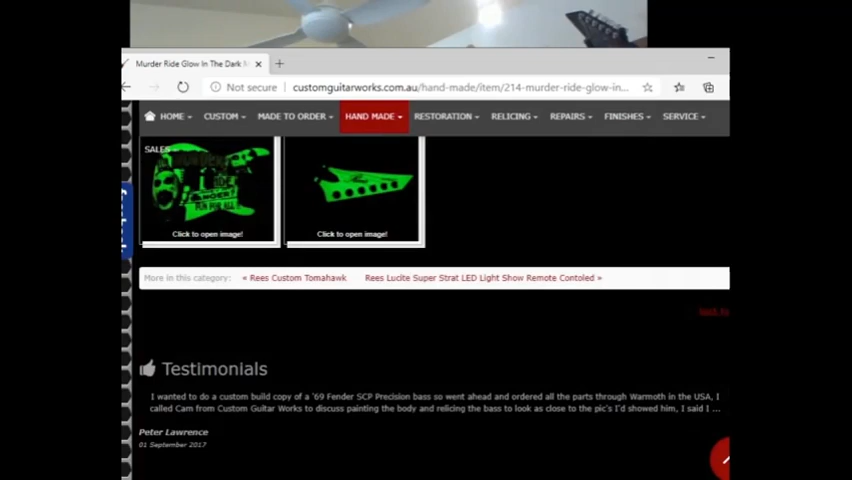 Murder Ride Glow In The Dark
Not secure
customguitarworks.com.au/hand-made/item/214-murder-ride-glow-in...
HOME
CUSTOM
MADE TO ORDER
HAND MADE
RESTORATION
RELICING
REPAIRS
FINISHES
SERVICE
SALES
Click to open image!
Click to open image!
More in this category:
« Rees Custom Tomahawk
Rees Lucite Super Strat LED Light Show Remote Contoled »
Testimonials
I wanted to do a custom build copy of a '69 Fender SCP Precision bass so went ahead and ordered all the parts through Warmoth in the USA, I
called Cam from Custom Guitar Works to discuss painting the body and relicing the bass to look as close to the pic's I'd showed him, I said I ...
Peter Lawrence
01 September 2017